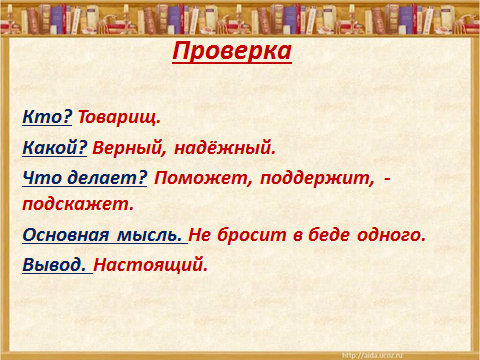 Проверка
Кто? Товарищ.
Какой? Верный, надёжный.
Что делает? Поможет, поддержит, -
подскажет.
Основная мысль. Не бросит в беде одного.
Вывод. Настоящий.
http://aida.ucoz.ru